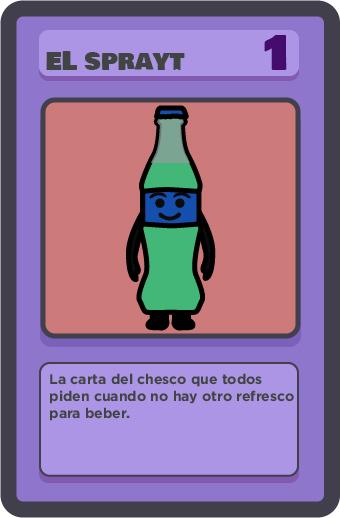 EL SPRAYT 1
La carta del chesco que todos
piden cuando no hay otro refresco
para beber.